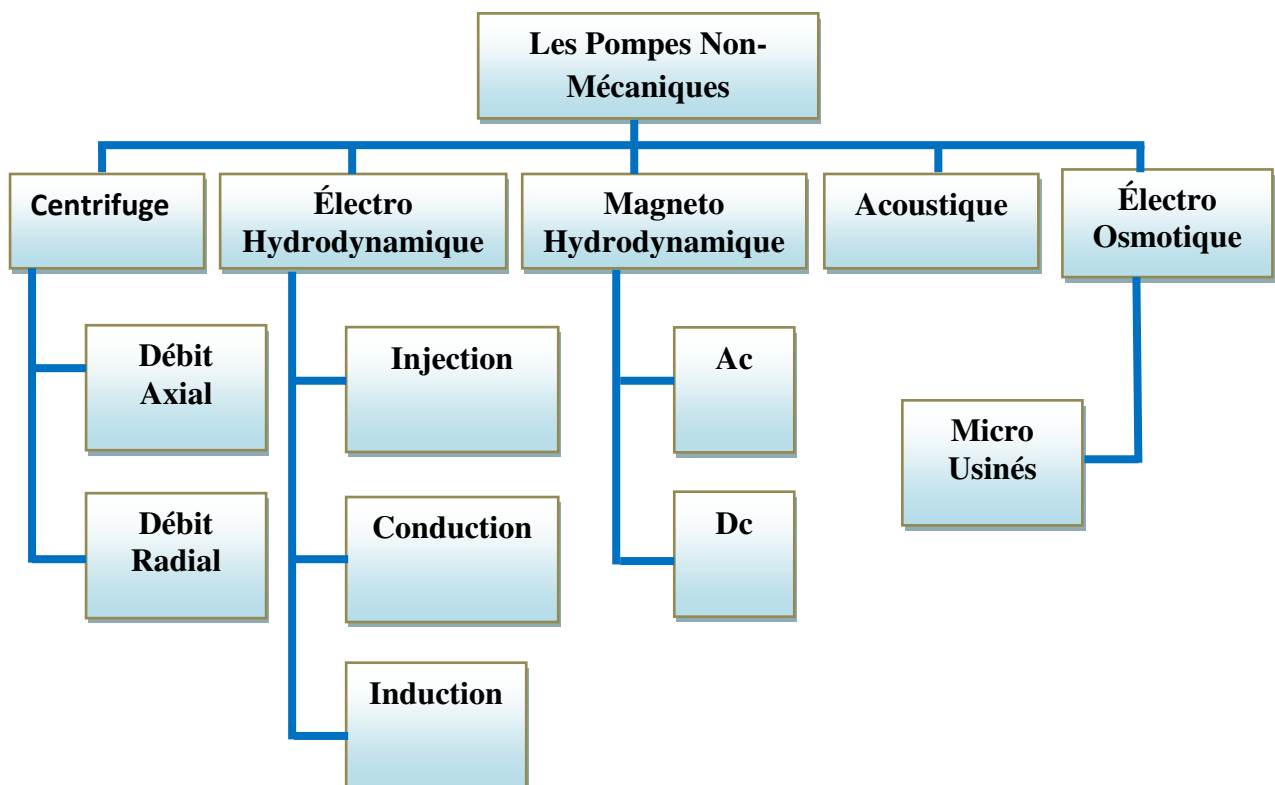 Les Pompes Non-
Mécaniques
Centrifuge
Électro
Hydrodynamique
Magneto
Hydrodynamique
Acoustique
Électro
Osmotique
Débit
Axial
Débit
Radial
Injection
Conduction
Induction
Ac
Dc
Micro
Usinés